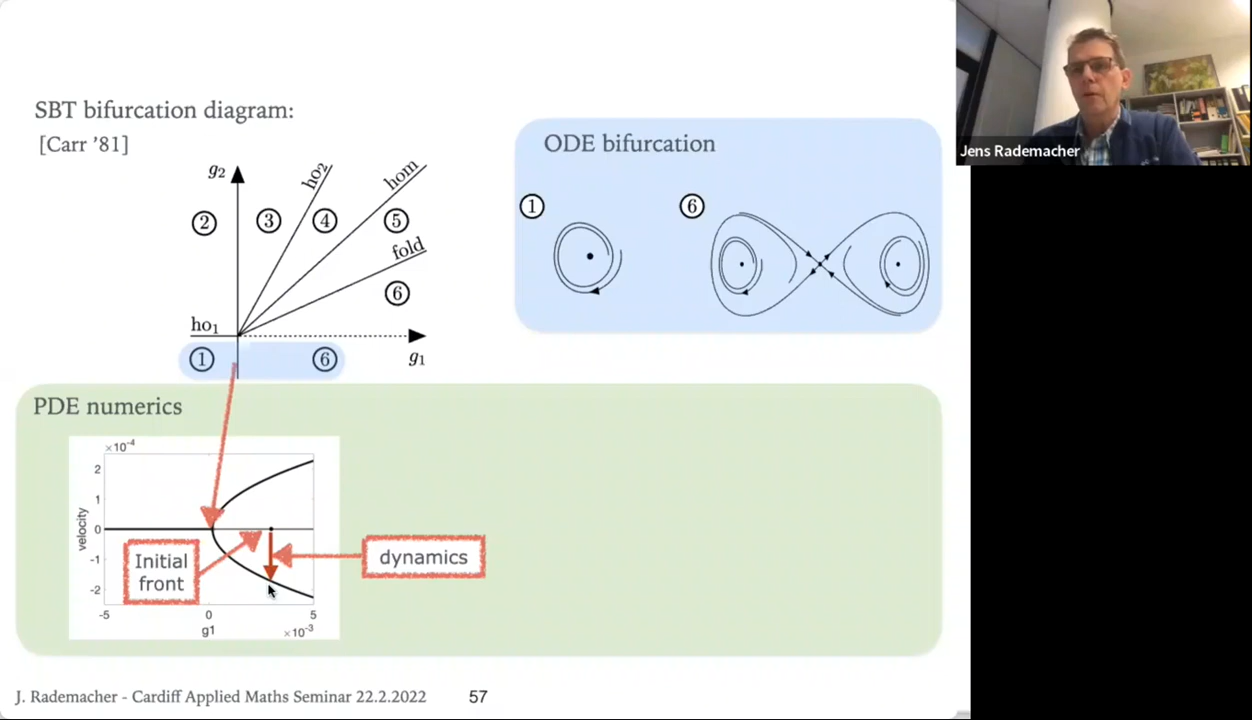 SBT bifurcation diagram:
[Carr '81]
g₂
ho₂
hom
②
③
④
⑤
fold
⑥
ho₁
①
⑥
g₁
ODE bifurcation
①
⑥
Jens Rademacher
PDE numerics
×10⁻⁴
2
1
0
-1
-2
velocity
-5
0
5
g1
×10⁻³
Initial
front
dynamics
J. Rademacher - Cardiff Applied Maths Seminar 22.2.2022
57